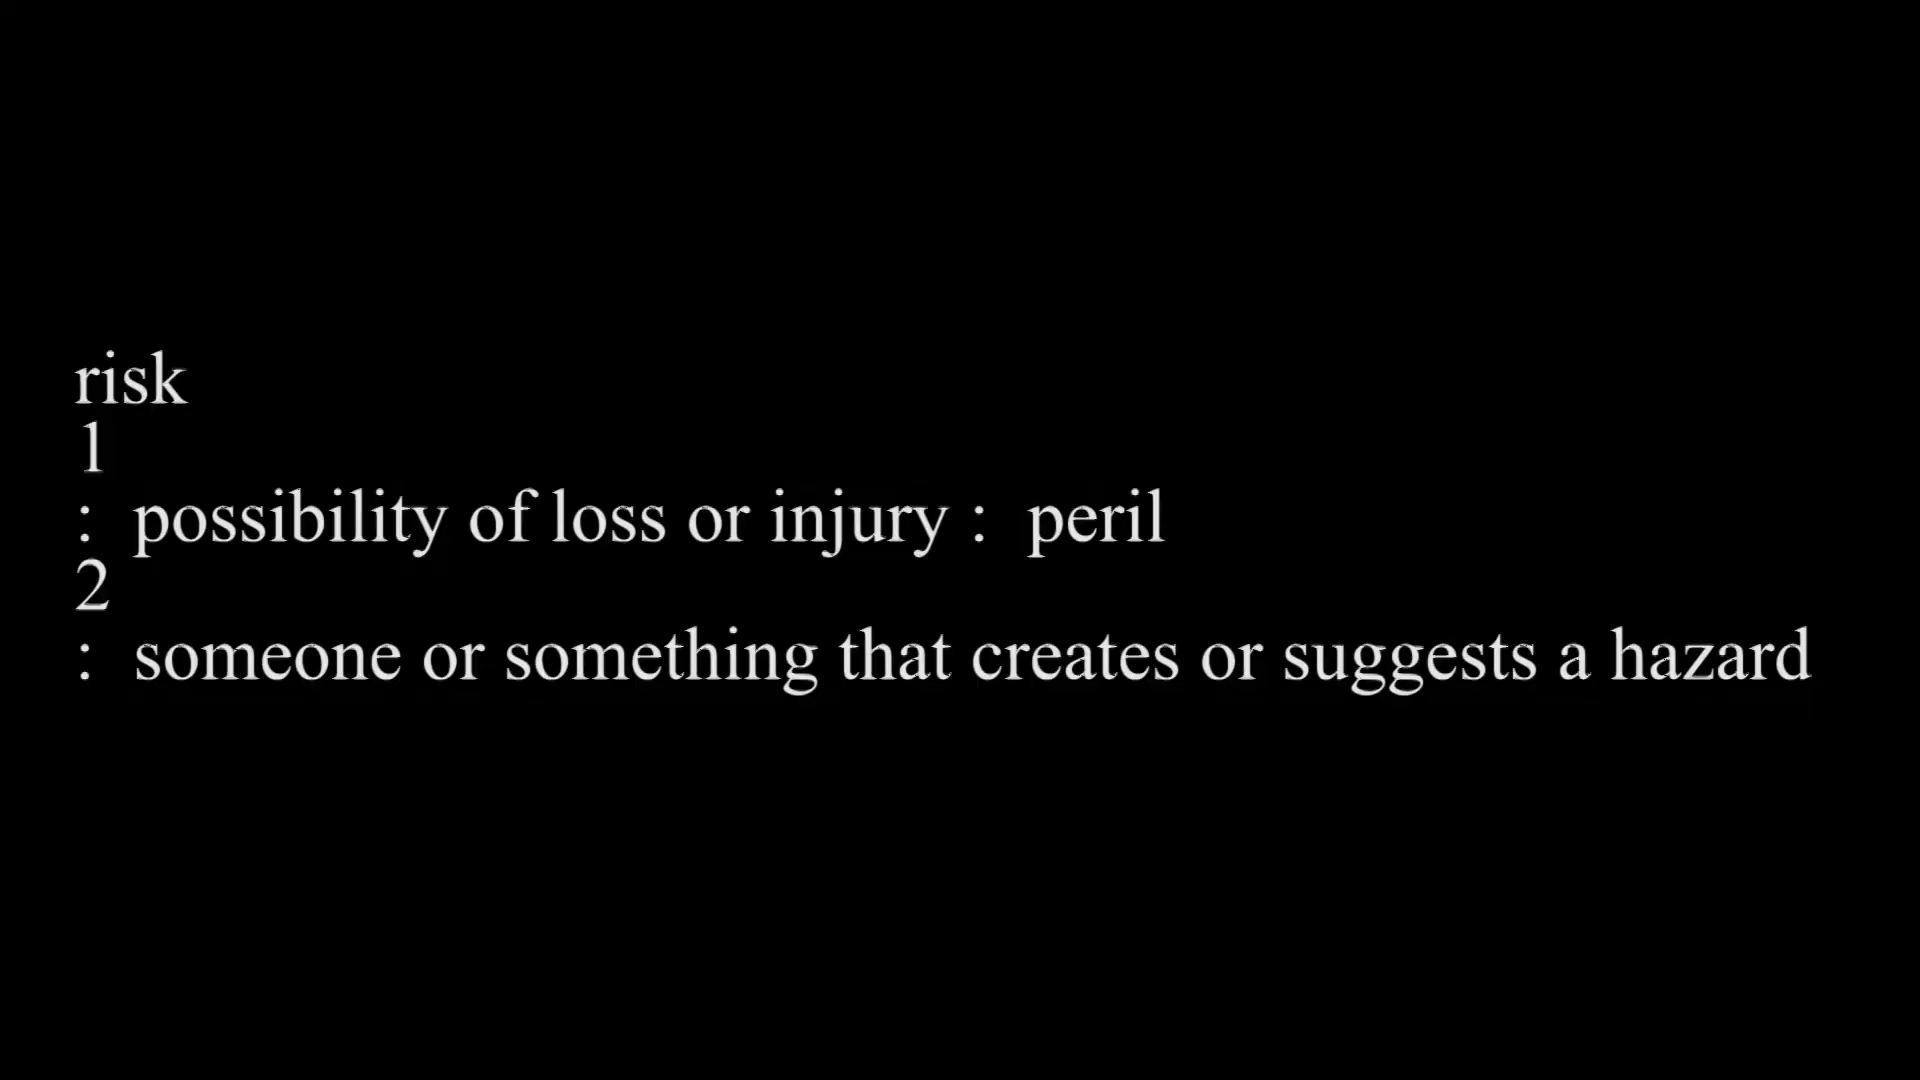 risk
1
:  possibility of loss or injury :  peril
2
:  someone or something that creates or suggests a hazard